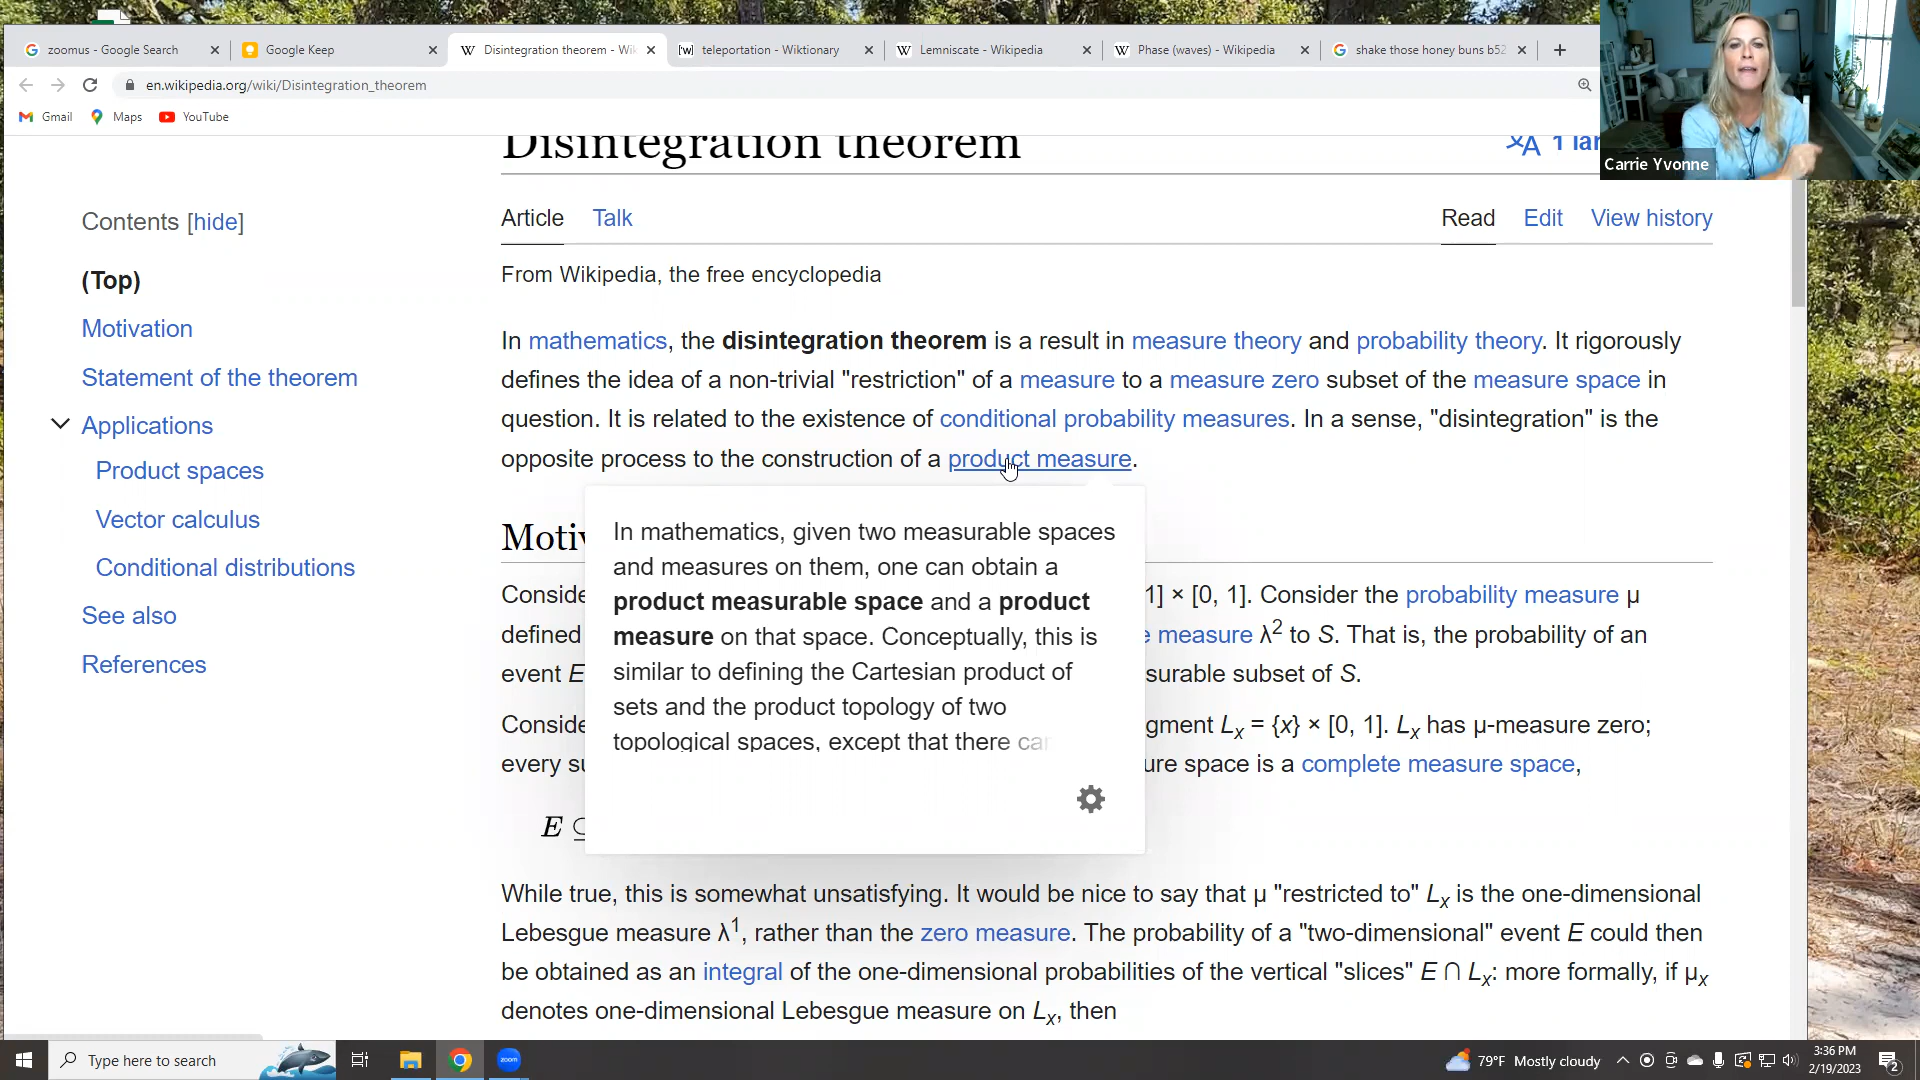 zoomus - Google Search
Google Keep
Disintegration theorem - Wik
teleportation - Wiktionary
Lemniscate - Wikipedia
Phase (waves) - Wikipedia
shake those honey buns b52
en.wikipedia.org/wiki/Disintegration_theorem
Gmail
Maps
YouTube
Carrie Yvonne
Disintegration theorem
1 lan
Contents [hide]
(Top)
Motivation
Statement of the theorem
Applications
Product spaces
Vector calculus
Conditional distributions
See also
References
Article Talk
Read Edit View history
From Wikipedia, the free encyclopedia
In mathematics, the disintegration theorem is a result in measure theory and probability theory. It rigorously
defines the idea of a non-trivial "restriction" of a measure to a measure zero subset of the measure space in
question. It is related to the existence of conditional probability measures. In a sense, "disintegration" is the
opposite process to the construction of a product measure.
In mathematics, given two measurable spaces
and measures on them, one can obtain a
product measurable space and a product
measure on that space. Conceptually, this is
similar to defining the Cartesian product of
sets and the product topology of two
topological spaces, except that there can
Motiv
Conside 1] × [0, 1]. Consider the probability measure μ
defined e measure λ² to S. That is, the probability of an
event E surable subset of S.
Conside gment Lx = {x} × [0, 1]. Lx has μ-measure zero;
every su ure space is a complete measure space,
E ⊆
While true, this is somewhat unsatisfying. It would be nice to say that μ "restricted to" Lx is the one-dimensional
Lebesgue measure λ¹, rather than the zero measure. The probability of a "two-dimensional" event E could then
be obtained as an integral of the one-dimensional probabilities of the vertical "slices" E ∩ Lx: more formally, if μx
denotes one-dimensional Lebesgue measure on Lx, then
Type here to search
zoom
79°F Mostly cloudy
3:36 PM
2/19/2023
2